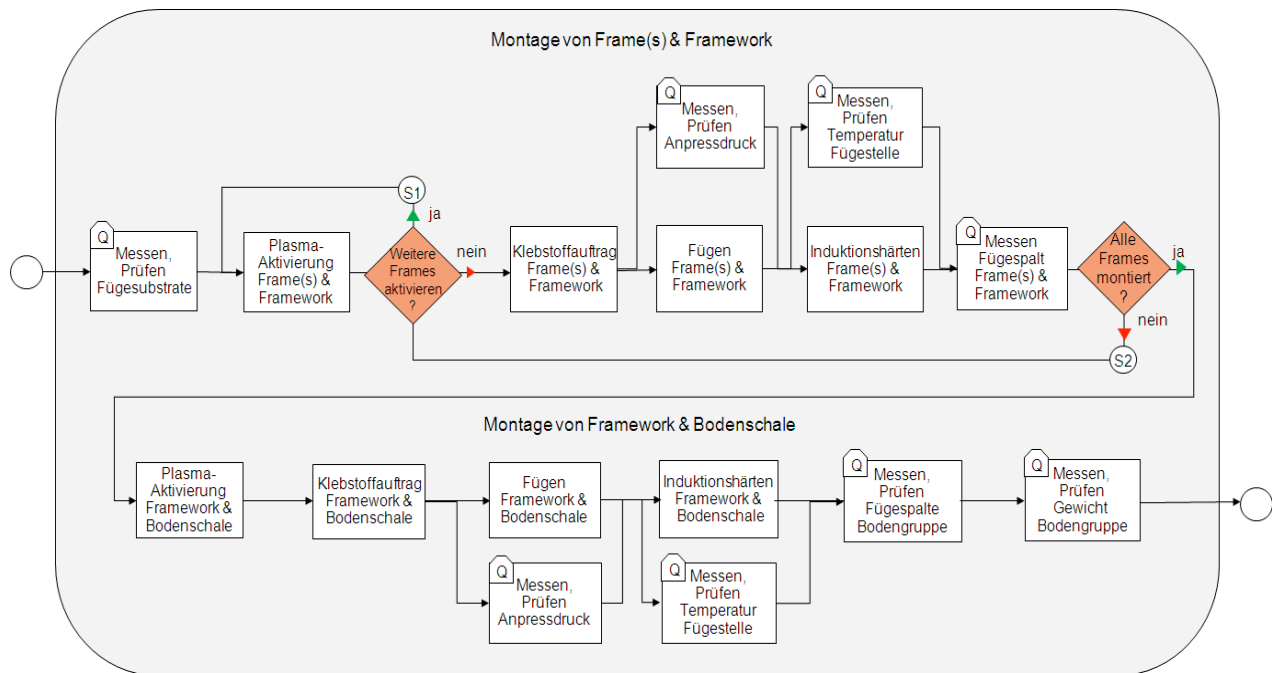 Montage von Frame(s) & Framework
Q
Messen,
Prüfen
Anpressdruck
Q
Messen,
Prüfen
Temperatur
Fügestelle
S1
ja
Q
Messen,
Prüfen
Fügesubstrate
Plasma-
Aktivierung
Frame(s) &
Framework
Weitere
Frames
aktivieren
?
nein
Klebstoffauftrag
Frame(s) &
Framework
Fügen
Frame(s) &
Framework
Induktionshärten
Frame(s) &
Framework
Q
Messen
Fügespalt
Frame(s) &
Framework
Alle
Frames
montiert
?
ja
nein
S2
Montage von Framework & Bodenschale
Plasma-
Aktivierung
Framework &
Bodenschale
Klebstoffauftrag
Framework &
Bodenschale
Fügen
Framework &
Bodenschale
Induktionshärten
Framework &
Bodenschale
Q
Messen,
Prüfen
Fügespalte
Bodengruppe
Q
Messen,
Prüfen
Gewicht
Bodengruppe
Q
Messen,
Prüfen
Anpressdruck
Q
Messen,
Prüfen
Temperatur
Fügestelle